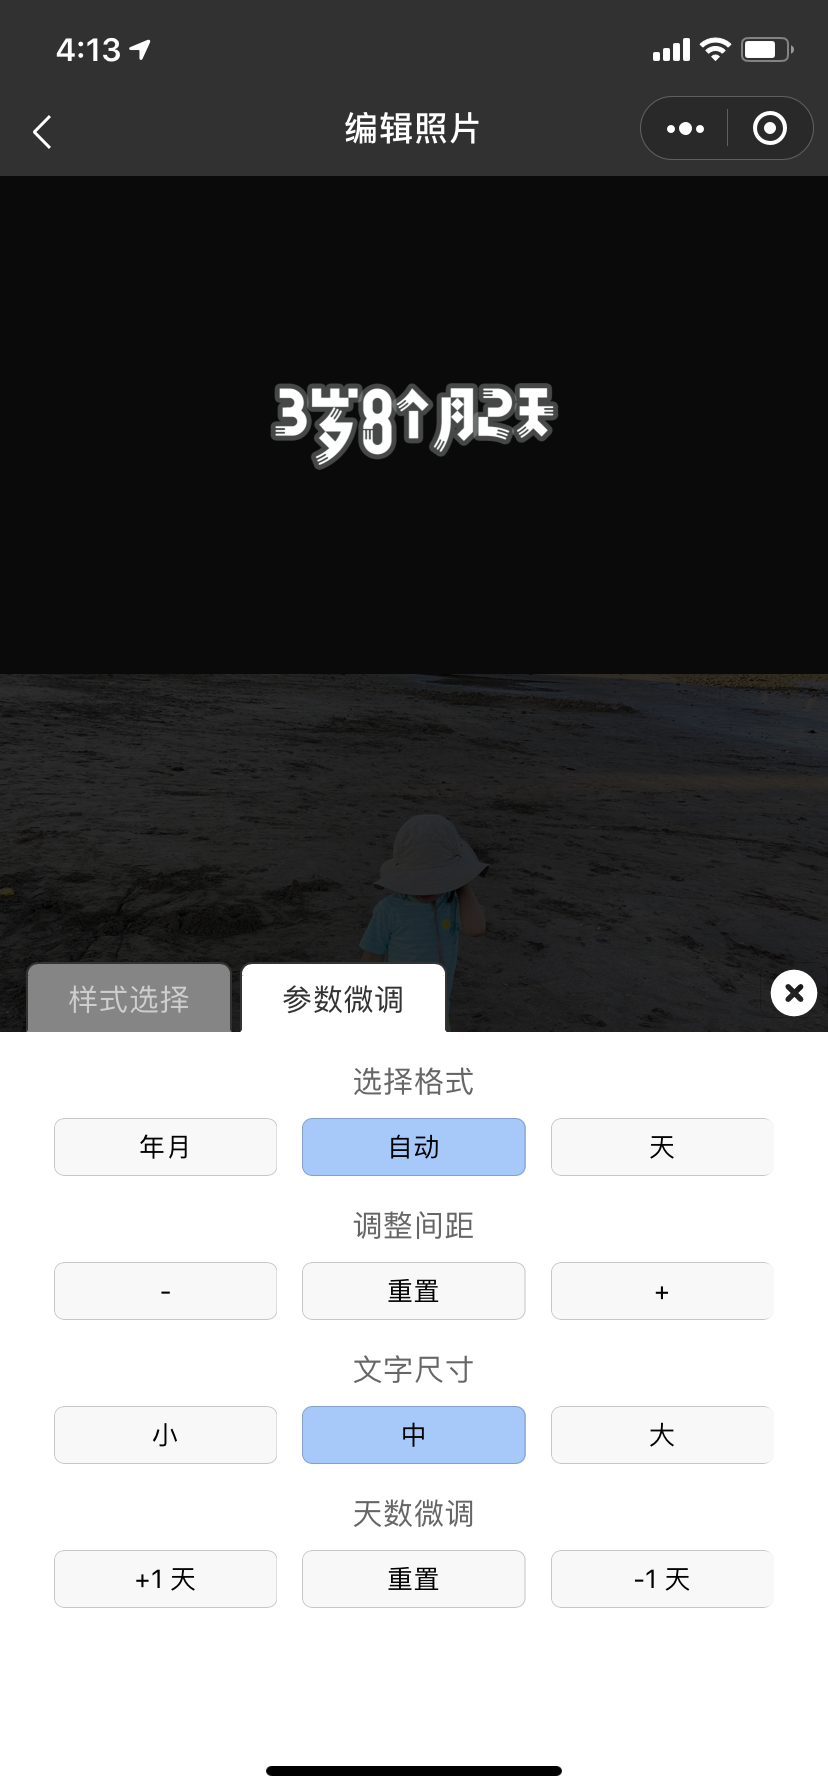 4:13
编辑照片
3岁8个月2天
样式选择
参数微调
选择格式
年月
自动
天
调整间距
-
重置
+
文字尺寸
小
中
大
天数微调
+1 天
重置
-1 天